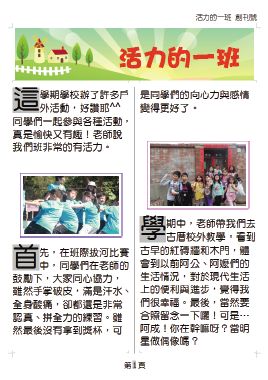 活力的一班 創刊號
活力的一班
這學期學校辦了許多戶
外活動，好讚耶^^
同學們一起參與各種活動，
真是愉快又有趣！老師說
我們班非常的有活力。
首先，在班際拔河比賽
中，同學們在老師的
鼓勵下，大家同心協力，
雖然手掌破皮，滿是汗水、
全身酸痛，卻都還是非常
認真、拼全力的練習。雖
然最後沒有拿到獎杯，可
是同學們的向心力與感情
變得更好了。
學期中，老師帶我們去
古厝校外教學，看到
古早的紅磚牆和木門，體
會到以前阿公、阿嬤們的
生活情況，對於現代生活
上的便利與進步，覺得我
們很幸福。最後，當然要
合照留念一下囉！可是…
阿成！你在幹嘛呀？當明
星做偶像嗎？
第1頁